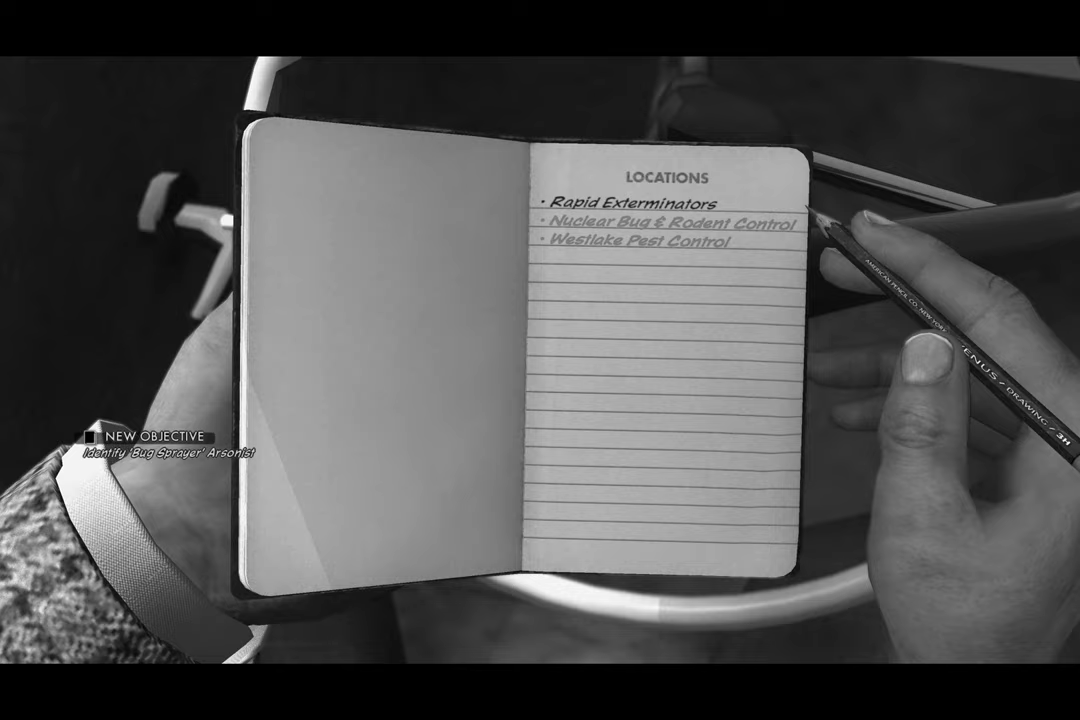 LOCATIONS
• Rapid Exterminators
• Nuclear Bug & Rodent Control
• Westlake Pest Control
AMERICAN PENCIL CO. NEW YORK
VENUS / DRAWING / 3H
NEW OBJECTIVE
Identify 'Bug Sprayer' Arsonist